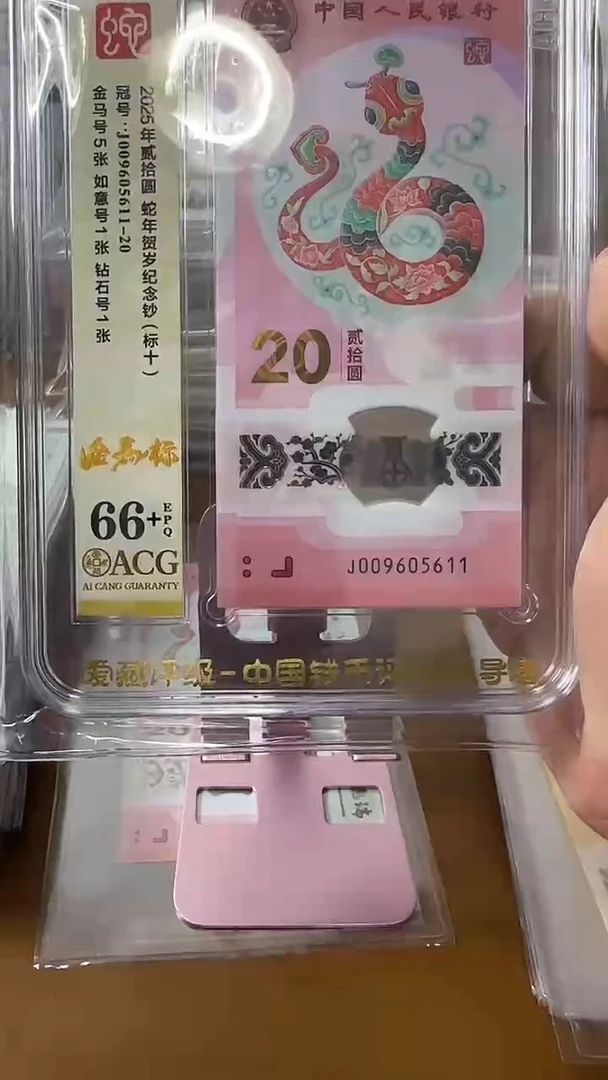 中国人民银行
蛇
2025年贰拾圆 蛇年贺岁纪念钞(标十)
冠号:J009605611-20
金马号5张 如意号1张 钻石号1张
20
贰拾圆
金马标
66+
EPQ
ACG
AI CANG GUARANTY
J009605611
爱藏评级-中国钱币
导